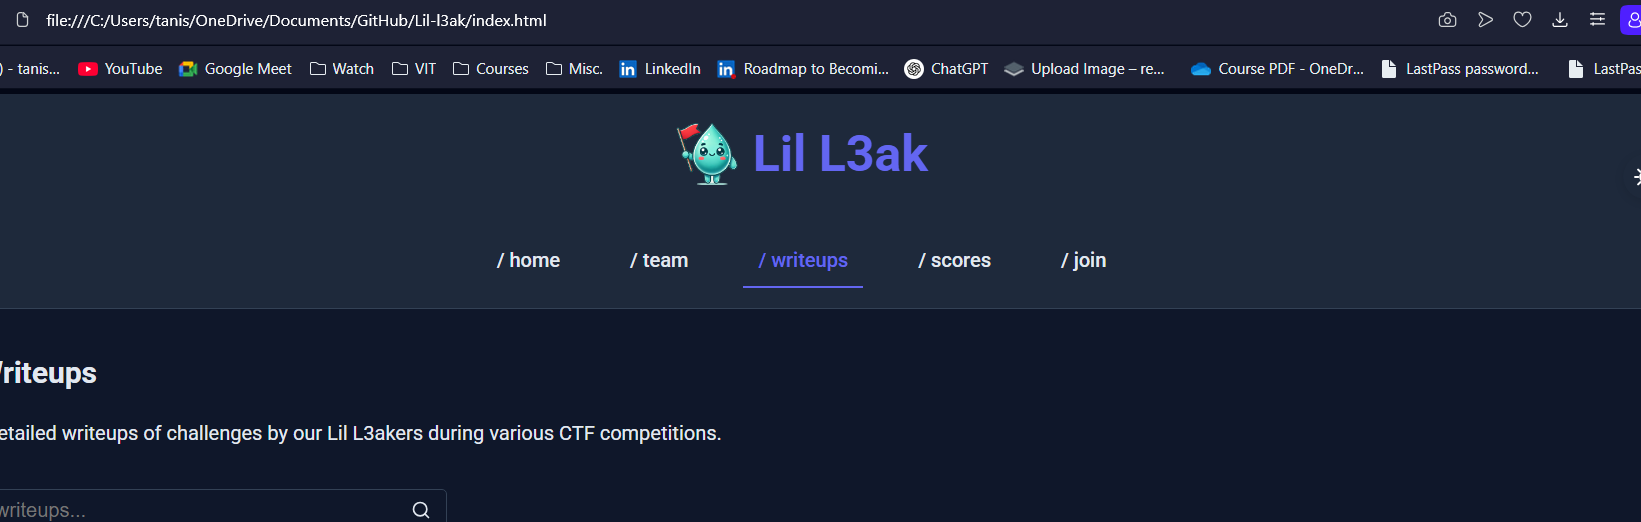 file:///C:/Users/tanis/OneDrive/Documents/GitHub/Lil-l3ak/index.html
) - tanis... YouTube Google Meet Watch VIT Courses Misc. LinkedIn Roadmap to Becomi... ChatGPT Upload Image – re... Course PDF - OneDr... LastPass password... LastPas
Lil L3ak
/ home / team / writeups / scores / join
riteups
etailed writeups of challenges by our Lil L3akers during various CTF competitions.
writeups...